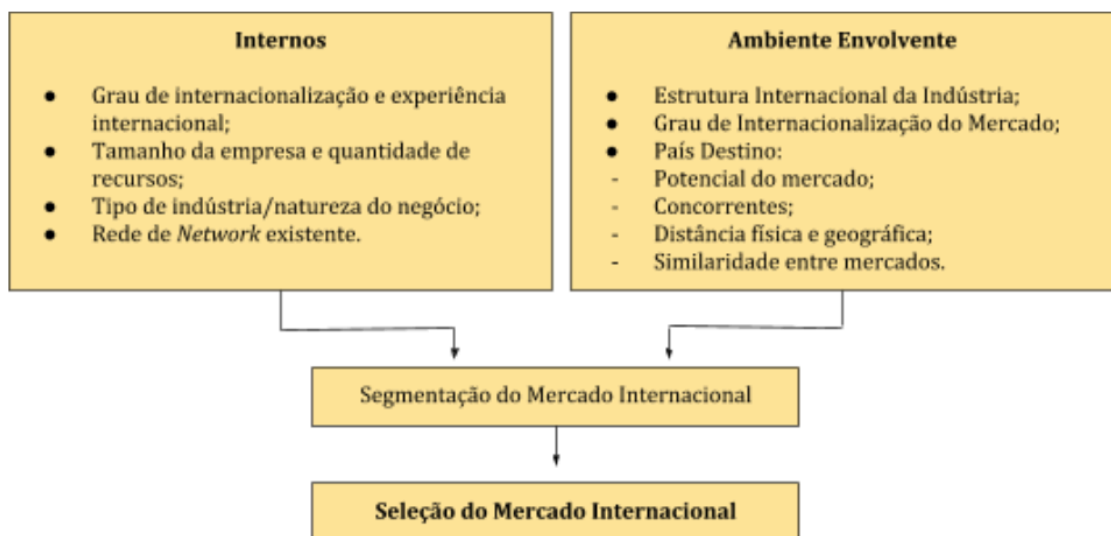 Internos
● Grau de internacionalização e experiência
internacional;
● Tamanho da empresa e quantidade de
recursos;
● Tipo de indústria/natureza do negócio;
● Rede de Network existente.
Ambiente Envolvente
● Estrutura Internacional da Indústria;
● Grau de Internacionalização do Mercado;
● País Destino:
- Potencial do mercado;
- Concorrentes;
- Distância física e geográfica;
- Similaridade entre mercados.
Segmentação do Mercado Internacional
Seleção do Mercado Internacional